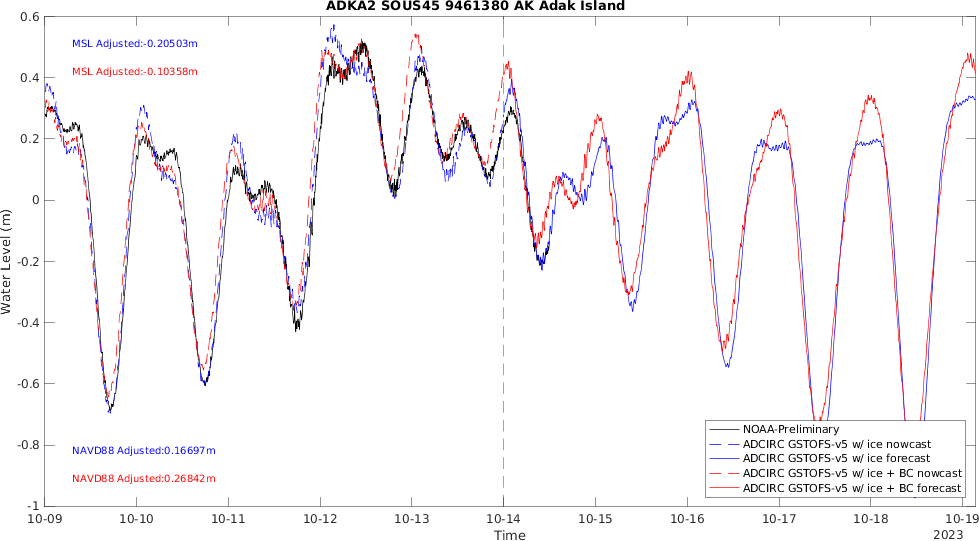 ADKA2 SOUS45 9461380 AK Adak Island
MSL Adjusted:-0.20503m
MSL Adjusted:-0.10358m
NAVD88 Adjusted:0.16697m
NAVD88 Adjusted:0.26842m
Water Level (m)
0.6
0.4
0.2
0
-0.2
-0.4
-0.6
-0.8
-1
NOAA-Preliminary
ADCIRC GSTOFS-v5 w/ ice nowcast
ADCIRC GSTOFS-v5 w/ ice forecast
ADCIRC GSTOFS-v5 w/ ice + BC nowcast
ADCIRC GSTOFS-v5 w/ ice + BC forecast
10-09 10-10 10-11 10-12 10-13 10-14 10-15 10-16 10-17 10-18 10-19
Time
2023